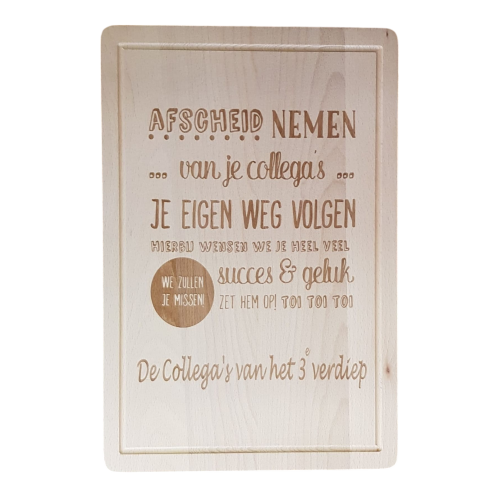 AFSCHEID NEMEN
... van je collega's ...
JE EIGEN WEG VOLGEN
HIERBIJ WENSEN WE JE HEEL VEEL
succes & geluk
WE ZULLEN
JE MISSEN!
ZET HEM OP! TOI TOI TOI
De Collega's van het 3e verdiep